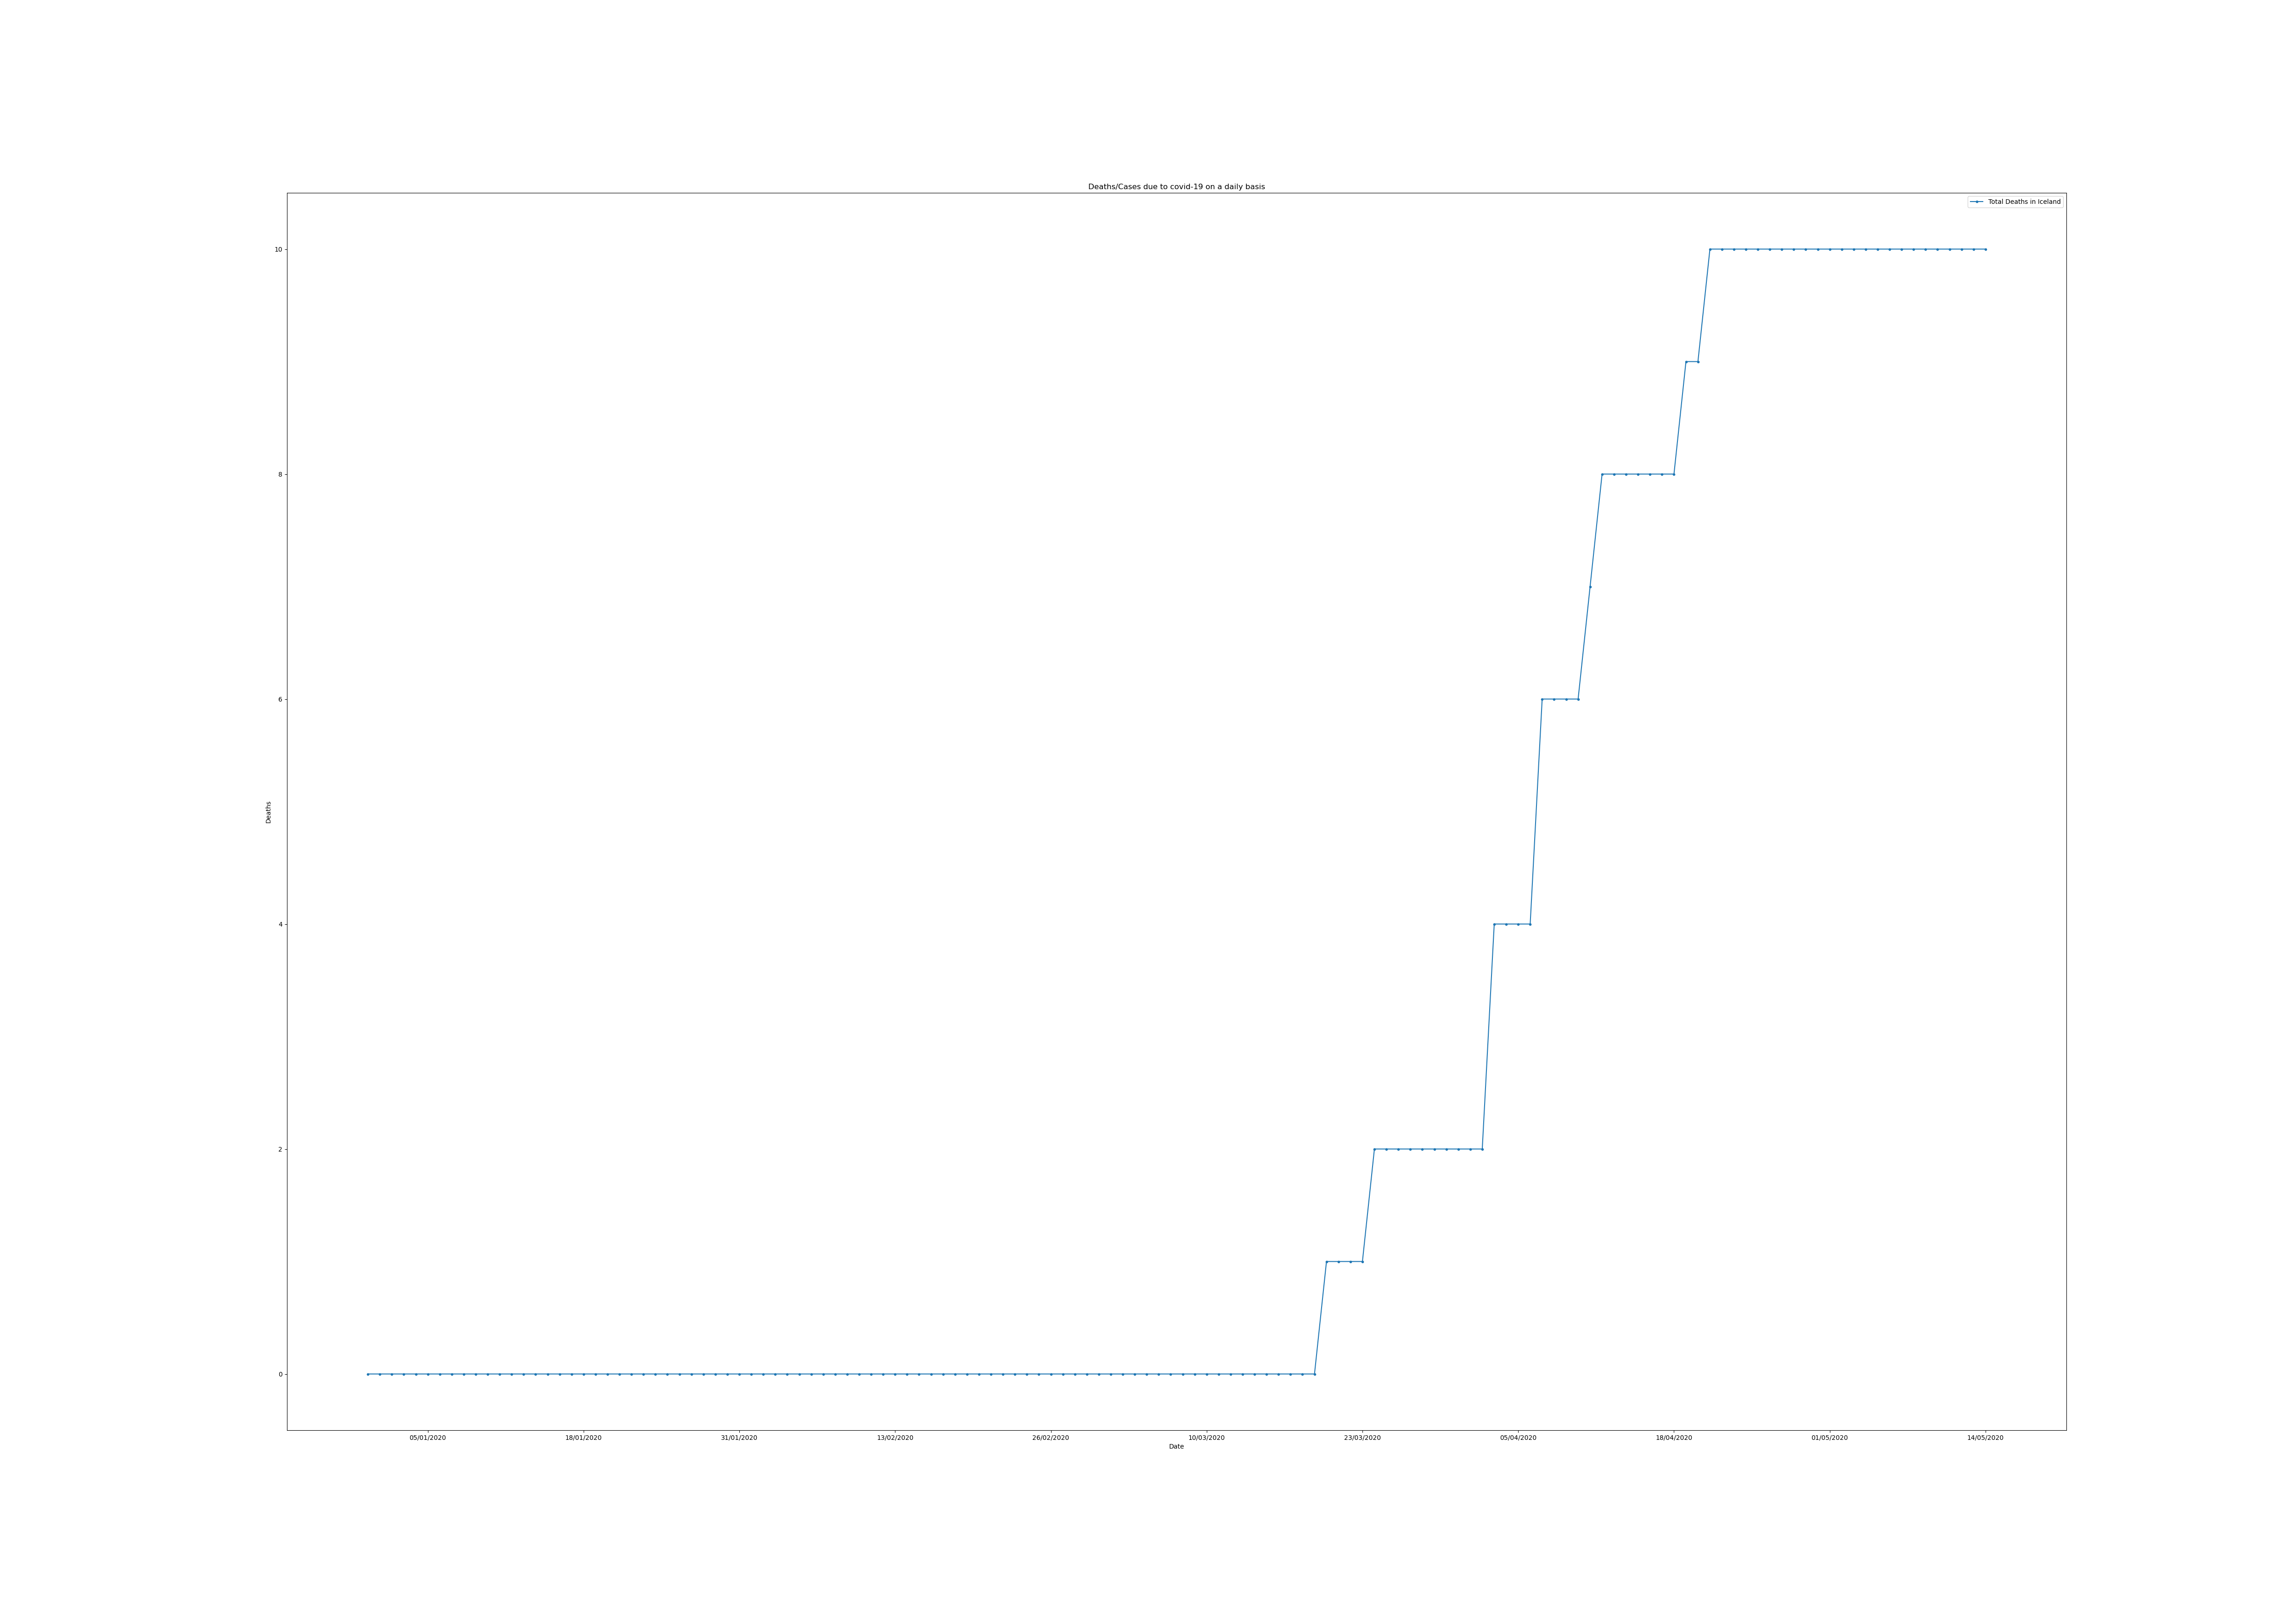 Deaths/Cases due to covid-19 on a daily basis
Total Deaths in Iceland
10
8
6
4
2
0
Deaths
05/01/2020 18/01/2020 31/01/2020 13/02/2020 26/02/2020 10/03/2020 23/03/2020 05/04/2020 18/04/2020 01/05/2020 14/05/2020
Date